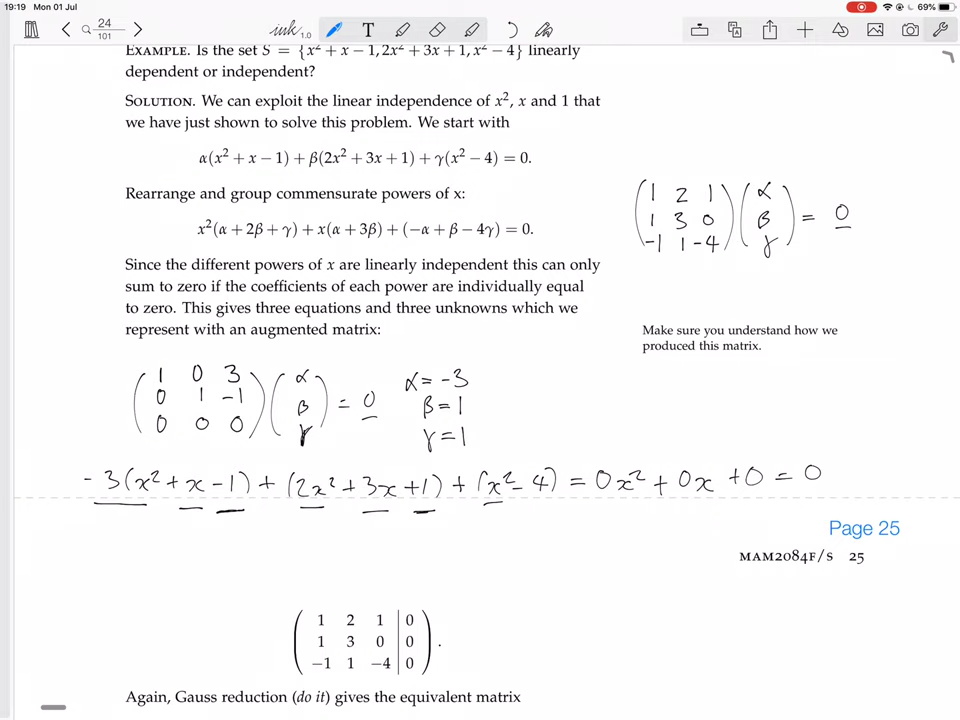 19:19 Mon 01 Jul
69%
24
101
ink 1.0
T
EXAMPLE. Is the set S = {x² + x − 1, 2x² + 3x + 1, x² − 4} linearly
dependent or independent?
SOLUTION. We can exploit the linear independence of x², x and 1 that
we have just shown to solve this problem. We start with
α(x² + x − 1) + β(2x² + 3x + 1) + γ(x² − 4) = 0.
Rearrange and group commensurate powers of x:
x²(α + 2β + γ) + x(α + 3β) + (−α + β − 4γ) = 0.
1 2 1 α
1 3 0 β = 0
-1 1 -4 γ
Since the different powers of x are linearly independent this can only
sum to zero if the coefficients of each power are individually equal
to zero. This gives three equations and three unknowns which we
represent with an augmented matrix:
Make sure you understand how we
produced this matrix.
1 0 3 α α = -3
0 1 -1 β = 0 β = 1
0 0 0 γ γ = 1
-3(x² + x - 1) + (2x² + 3x + 1) + (x² - 4) = 0x² + 0x + 0 = 0
Page 25
MAM2084F/S 25
1 2 1 | 0
1 3 0 | 0
−1 1 −4 | 0 .
Again, Gauss reduction (do it) gives the equivalent matrix